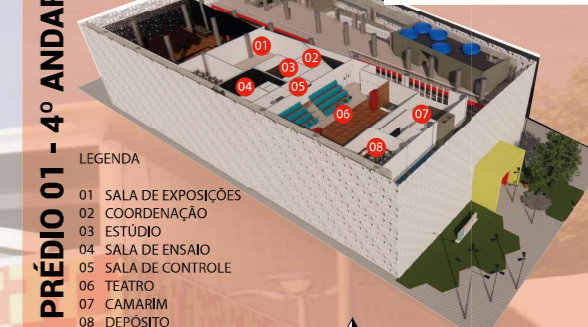 PRÉDIO 01 - 4º ANDAR
01
02
03
04
05
06
07
08
LEGENDA
01 SALA DE EXPOSIÇÕES
02 COORDENAÇÃO
03 ESTÚDIO
04 SALA DE ENSAIO
05 SALA DE CONTROLE
06 TEATRO
07 CAMARIM
08 DEPÓSITO